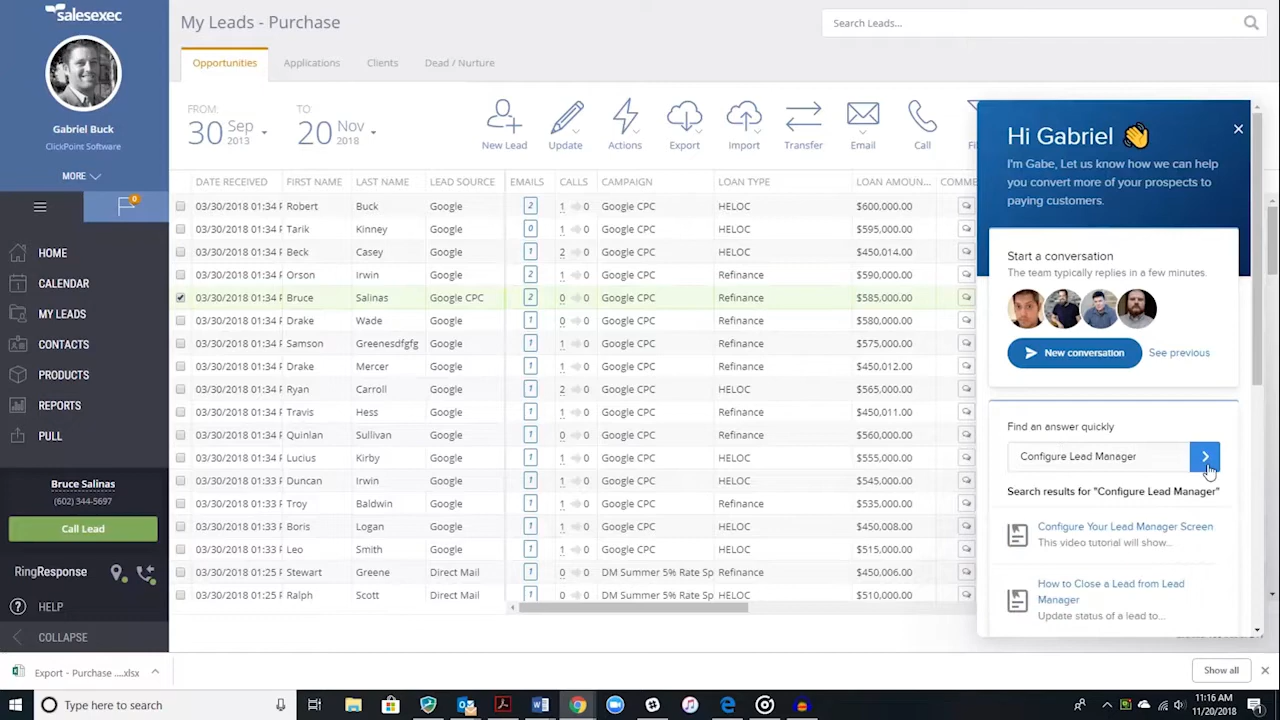 salesexec
Gabriel Buck
ClickPoint Software
MORE
0
HOME
CALENDAR
MY LEADS
CONTACTS
PRODUCTS
REPORTS
PULL
Bruce Salinas
(602) 344-5697
Call Lead
RingResponse
HELP
COLLAPSE
My Leads - Purchase
Search Leads...
Opportunities Applications Clients Dead / Nurture
FROM: TO:
30 Sep 2013 20 Nov 2018
New Lead Update Actions Export Import Transfer Email Call
DATE RECEIVED FIRST NAME LAST NAME LEAD SOURCE EMAILS CALLS CAMPAIGN LOAN TYPE LOAN AMOUN... COMME
03/30/2018 01:34 F Robert Buck Google 2 1 0 Google CPC HELOC $600,000.00
03/30/2018 01:34 F Tarik Kinney Google 0 1 0 Google CPC HELOC $595,000.00
03/30/2018 01:34 F Beck Casey Google 1 2 0 Google CPC HELOC $450,014.00
03/30/2018 01:34 F Orson Irwin Google 2 1 0 Google CPC Refinance $590,000.00
03/30/2018 01:34 F Bruce Salinas Google CPC 2 0 0 Google CPC Refinance $585,000.00
03/30/2018 01:34 F Drake Wade Google 1 0 0 Google CPC Refinance $580,000.00
03/30/2018 01:34 F Samson Greenesdfgfg Google 1 1 0 Google CPC Refinance $575,000.00
03/30/2018 01:34 F Drake Mercer Google 1 1 0 Google CPC Refinance $450,012.00
03/30/2018 01:34 F Ryan Carroll Google 1 2 0 Google CPC HELOC $565,000.00
03/30/2018 01:34 F Travis Hess Google 1 1 0 Google CPC Refinance $450,011.00
03/30/2018 01:34 F Quinlan Sullivan Google 1 1 0 Google CPC Refinance $560,000.00
03/30/2018 01:34 F Lucius Kirby Google 1 1 0 Google CPC HELOC $555,000.00
03/30/2018 01:33 F Duncan Irwin Google 1 1 0 Google CPC HELOC $545,000.00
03/30/2018 01:33 F Troy Baldwin Google 1 1 0 Google CPC Refinance $530,000.00
03/30/2018 01:33 F Boris Logan Google 1 1 0 Google CPC HELOC $450,008.00
03/30/2018 01:33 F Leo Smith Google 1 1 0 Google CPC HELOC $515,000.00
03/30/2018 01:25 F Stewart Greene Direct Mail 1 0 0 DM Summer 5% Rate Sp Refinance $450,006.00
03/30/2018 01:25 F Ralph Scott Direct Mail 1 0 0 DM Summer 5% Rate Sp HELOC $510,000.00
Hi Gabriel
I'm Gabe, Let us know how we can help
you convert more of your prospects to
paying customers.
Start a conversation
The team typically replies in a few minutes.
New conversation See previous
Find an answer quickly
Configure Lead Manager
Search results for "Configure Lead Manager"
Configure Your Lead Manager Screen
This video tutorial will show...
How to Close a Lead from Lead
Manager
Update status of a lead to...
Export - Purchase ....xlsx
Show all
Type here to search
11:16 AM
11/20/2018
1